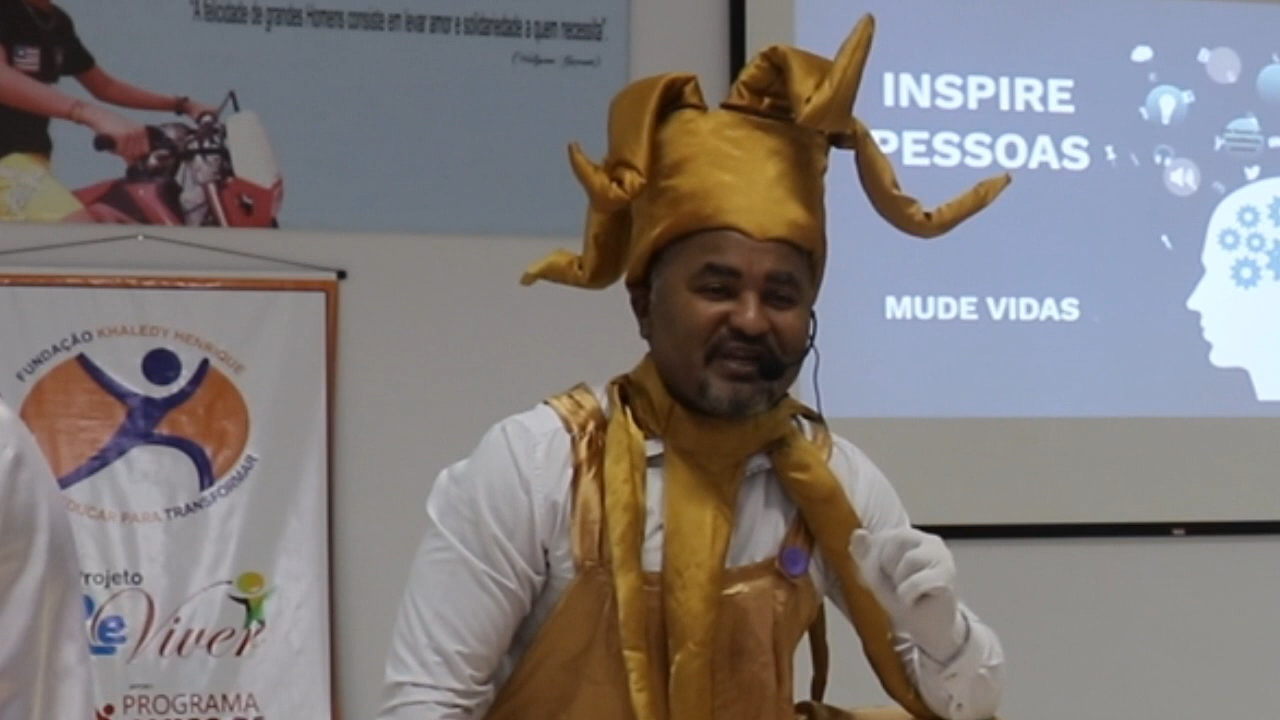 "A felicidade de grandes Homens consiste em levar amor e solidariedade a quem necessita".
INSPIRE
PESSOAS
MUDE VIDAS
FUNDAÇÃO KHALEDY HENRIQUE
EDUCAR PARA TRANSFORMAR
Projeto
ReViver
PROGRAMA